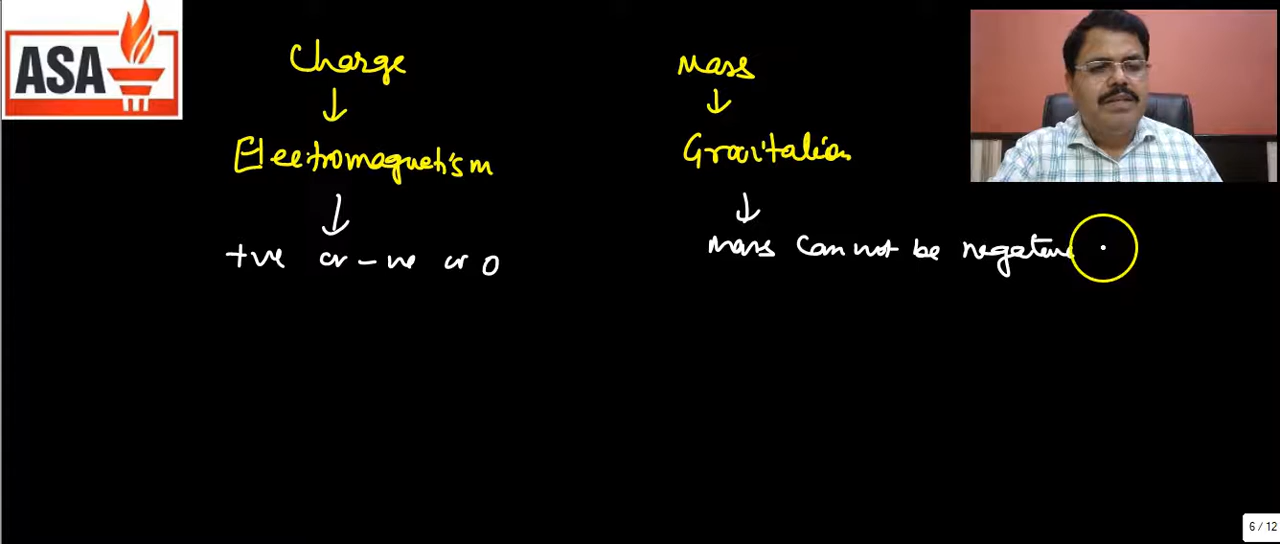 ASA
Charge
Mass
Electromagnetism
Gravitation
+ve or -ve or 0
Mass can not be negative
6 / 12